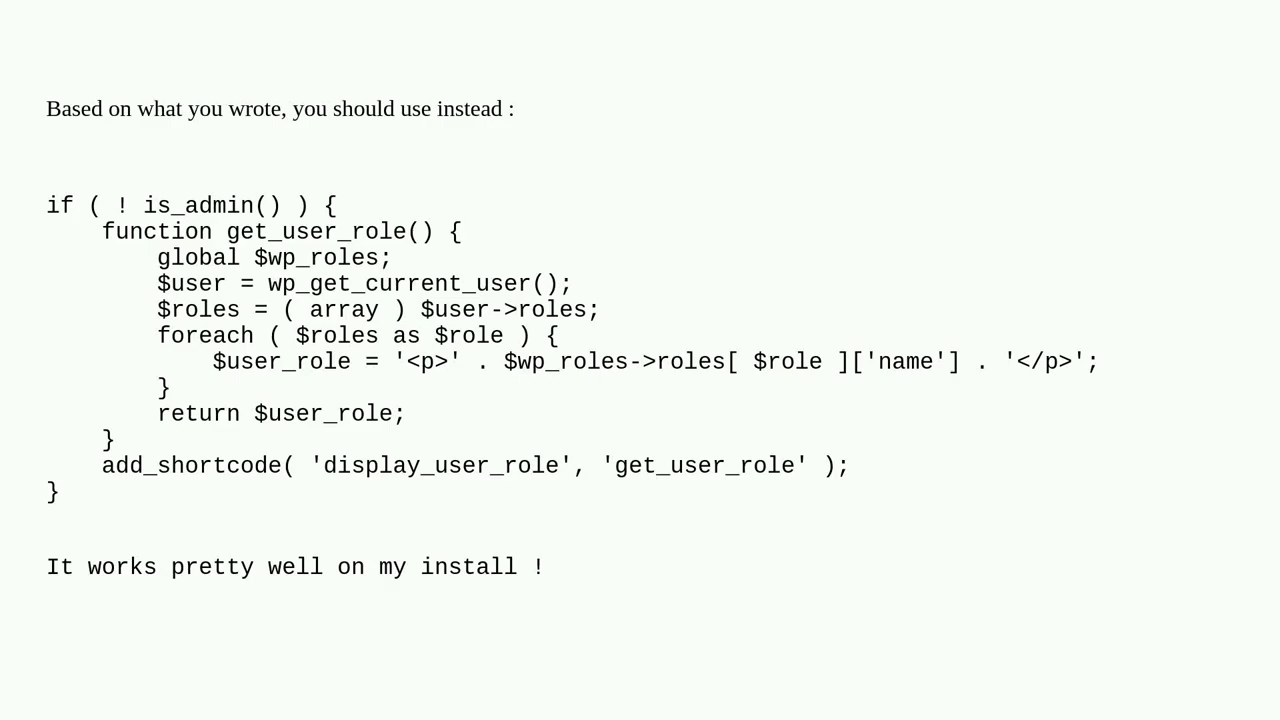 Based on what you wrote, you should use instead :
if ( ! is_admin() ) {
    function get_user_role() {
        global $wp_roles;
        $user = wp_get_current_user();
        $roles = ( array ) $user->roles;
        foreach ( $roles as $role ) {
            $user_role = '<p>' . $wp_roles->roles[ $role ]['name'] . '</p>';
        }
        return $user_role;
    }
    add_shortcode( 'display_user_role', 'get_user_role' );
}
It works pretty well on my install !